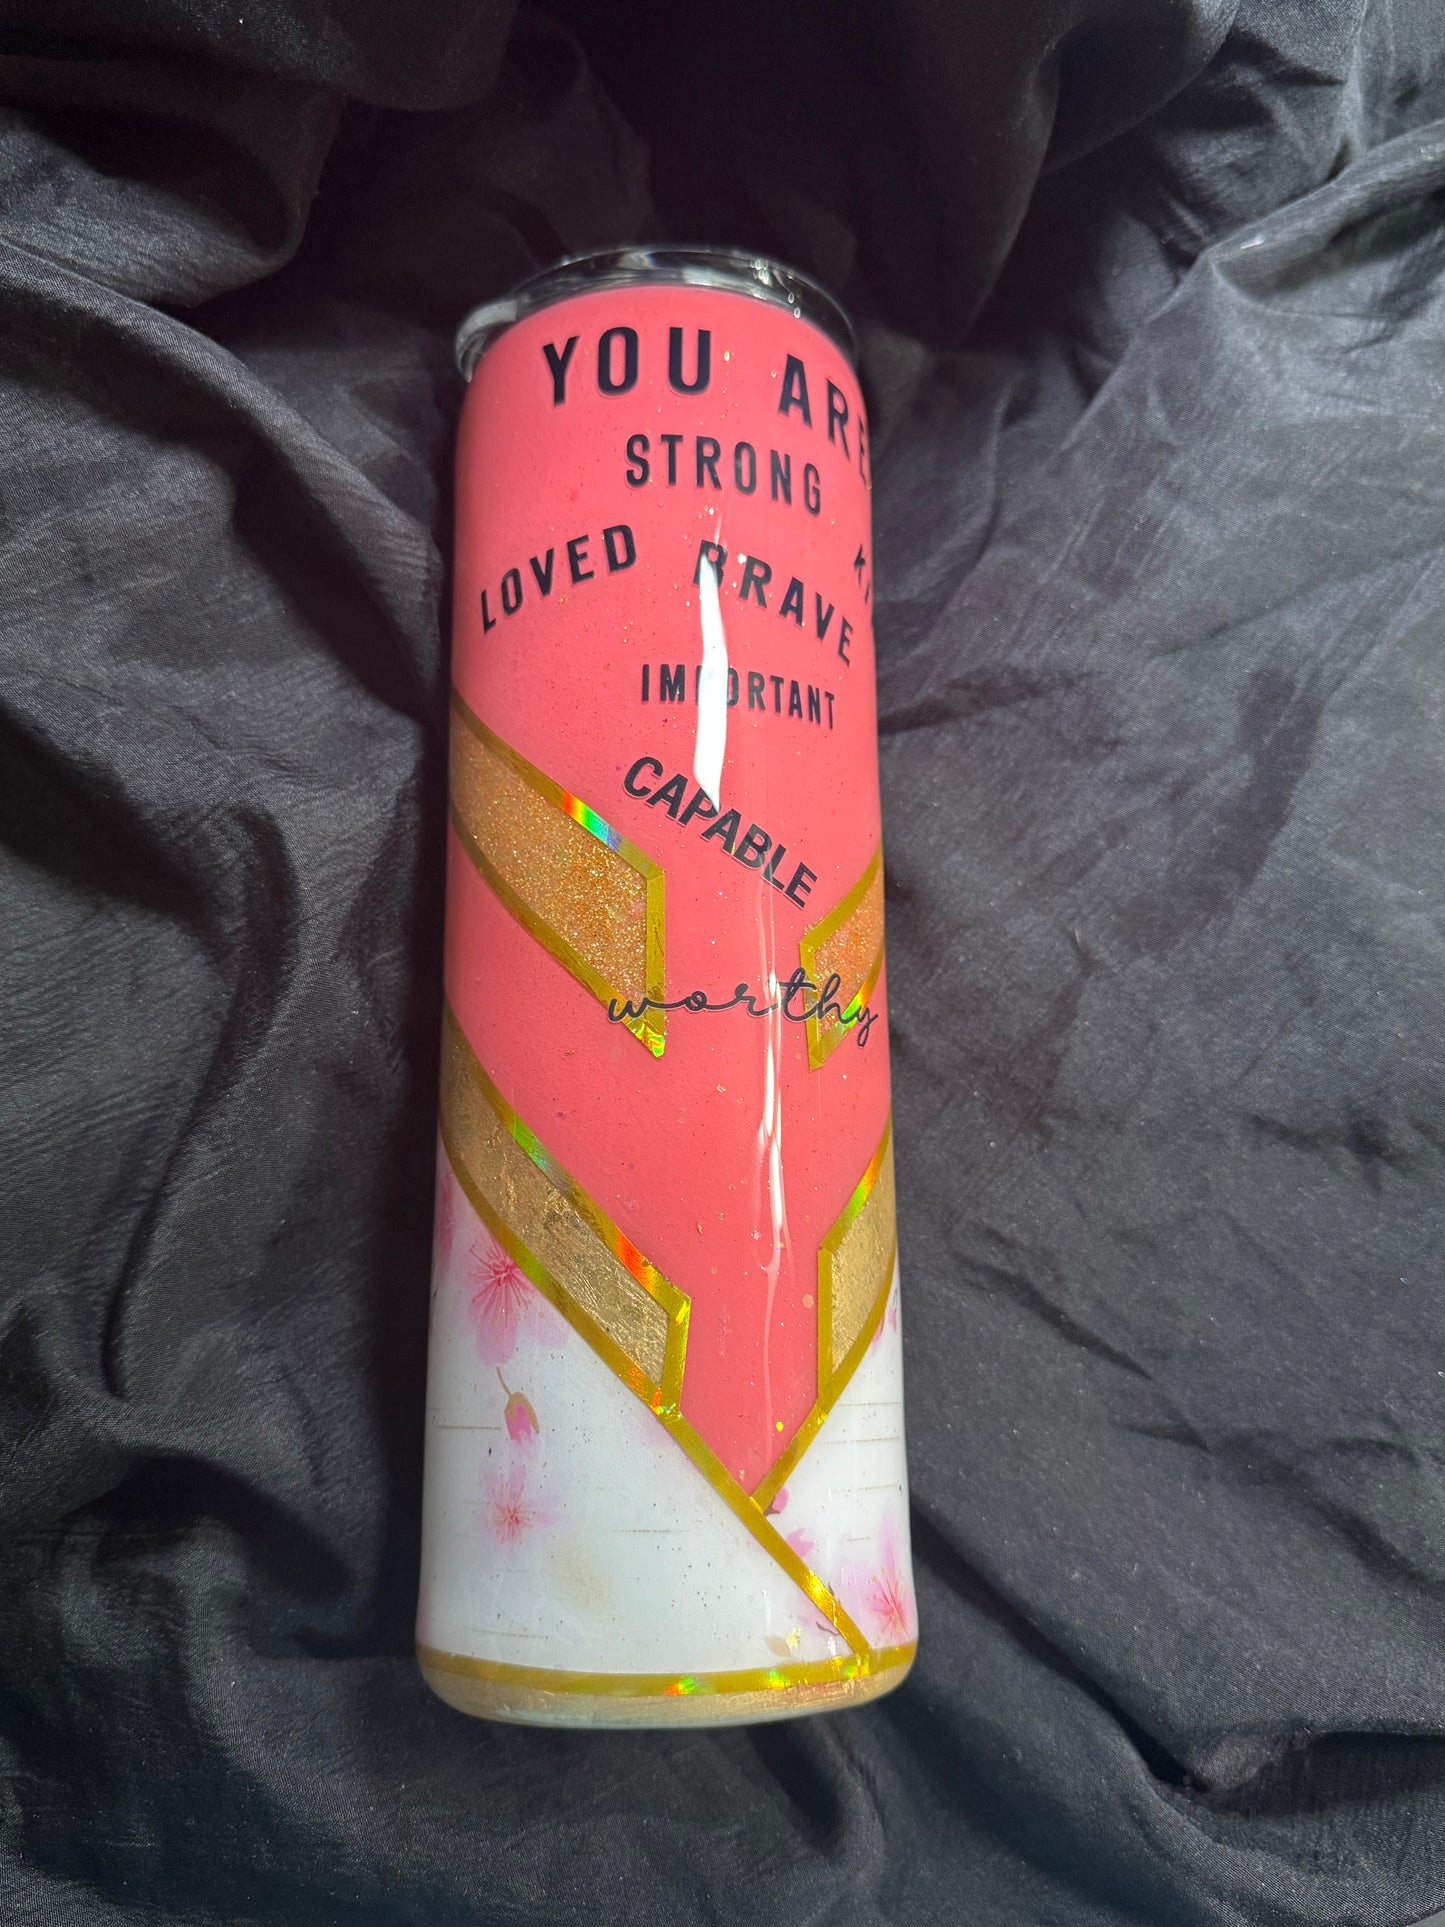 YOU ARE
STRONG
LOVED BRAVE
IMPORTANT
CAPABLE
worthy